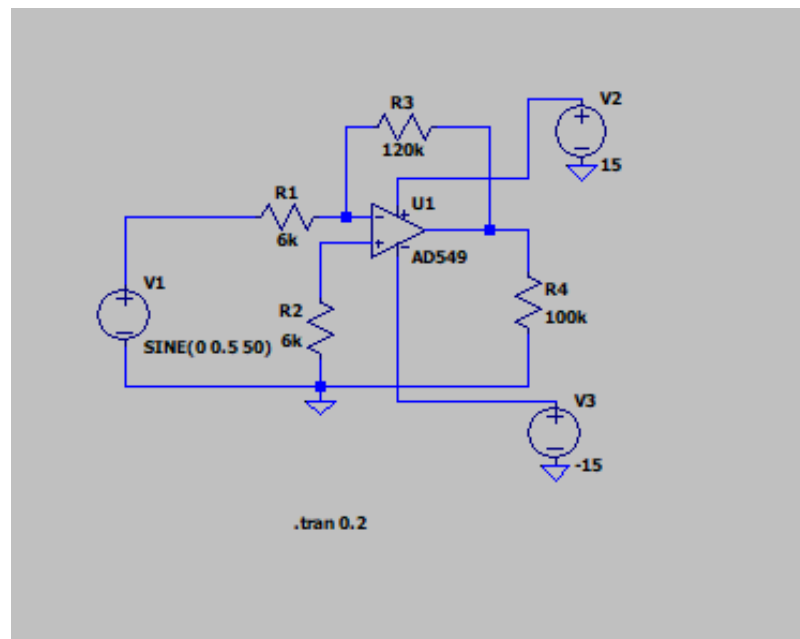 R3
120k
V2
15
R1
6k
U1
AD549
V1
SINE(0 0.5 50)
R2
6k
R4
100k
V3
-15
.tran 0.2